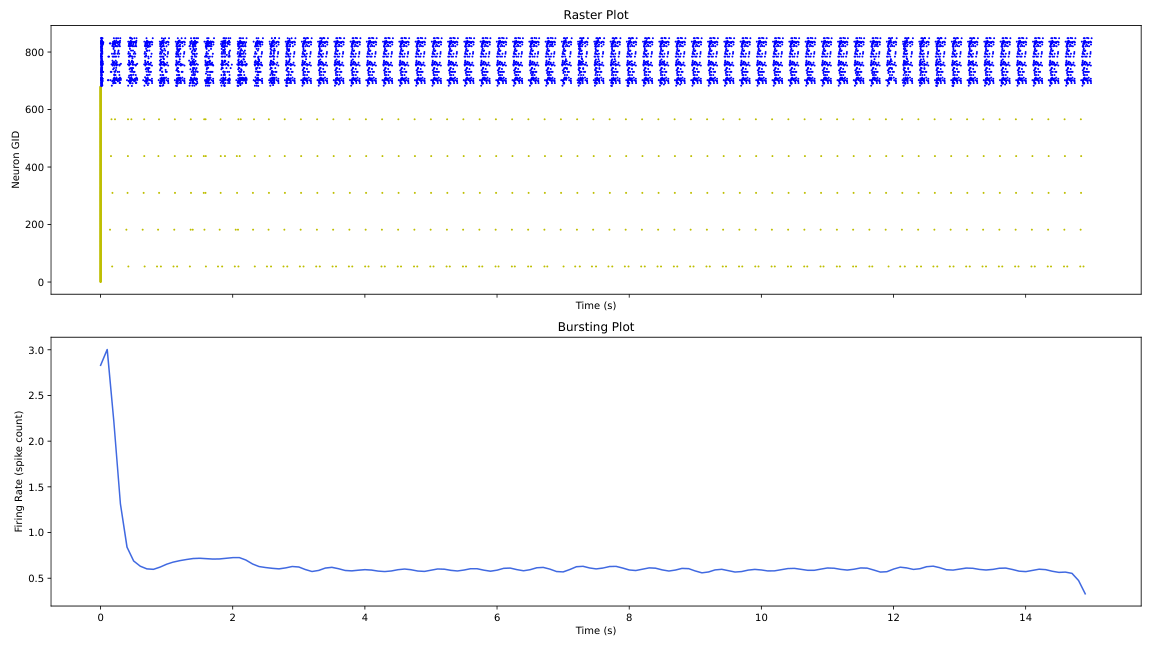 Raster Plot
Neuron GID
800
600
400
200
0
Time (s)
Bursting Plot
Firing Rate (spike count)
3.0
2.5
2.0
1.5
1.0
0.5
0 2 4 6 8 10 12 14
Time (s)